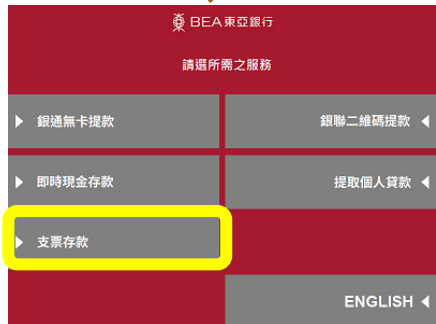 BEA東亞銀行
請選所需之服務
銀通無卡提款
銀聯二維碼提款
即時現金存款
提取個人貸款
支票存款
ENGLISH